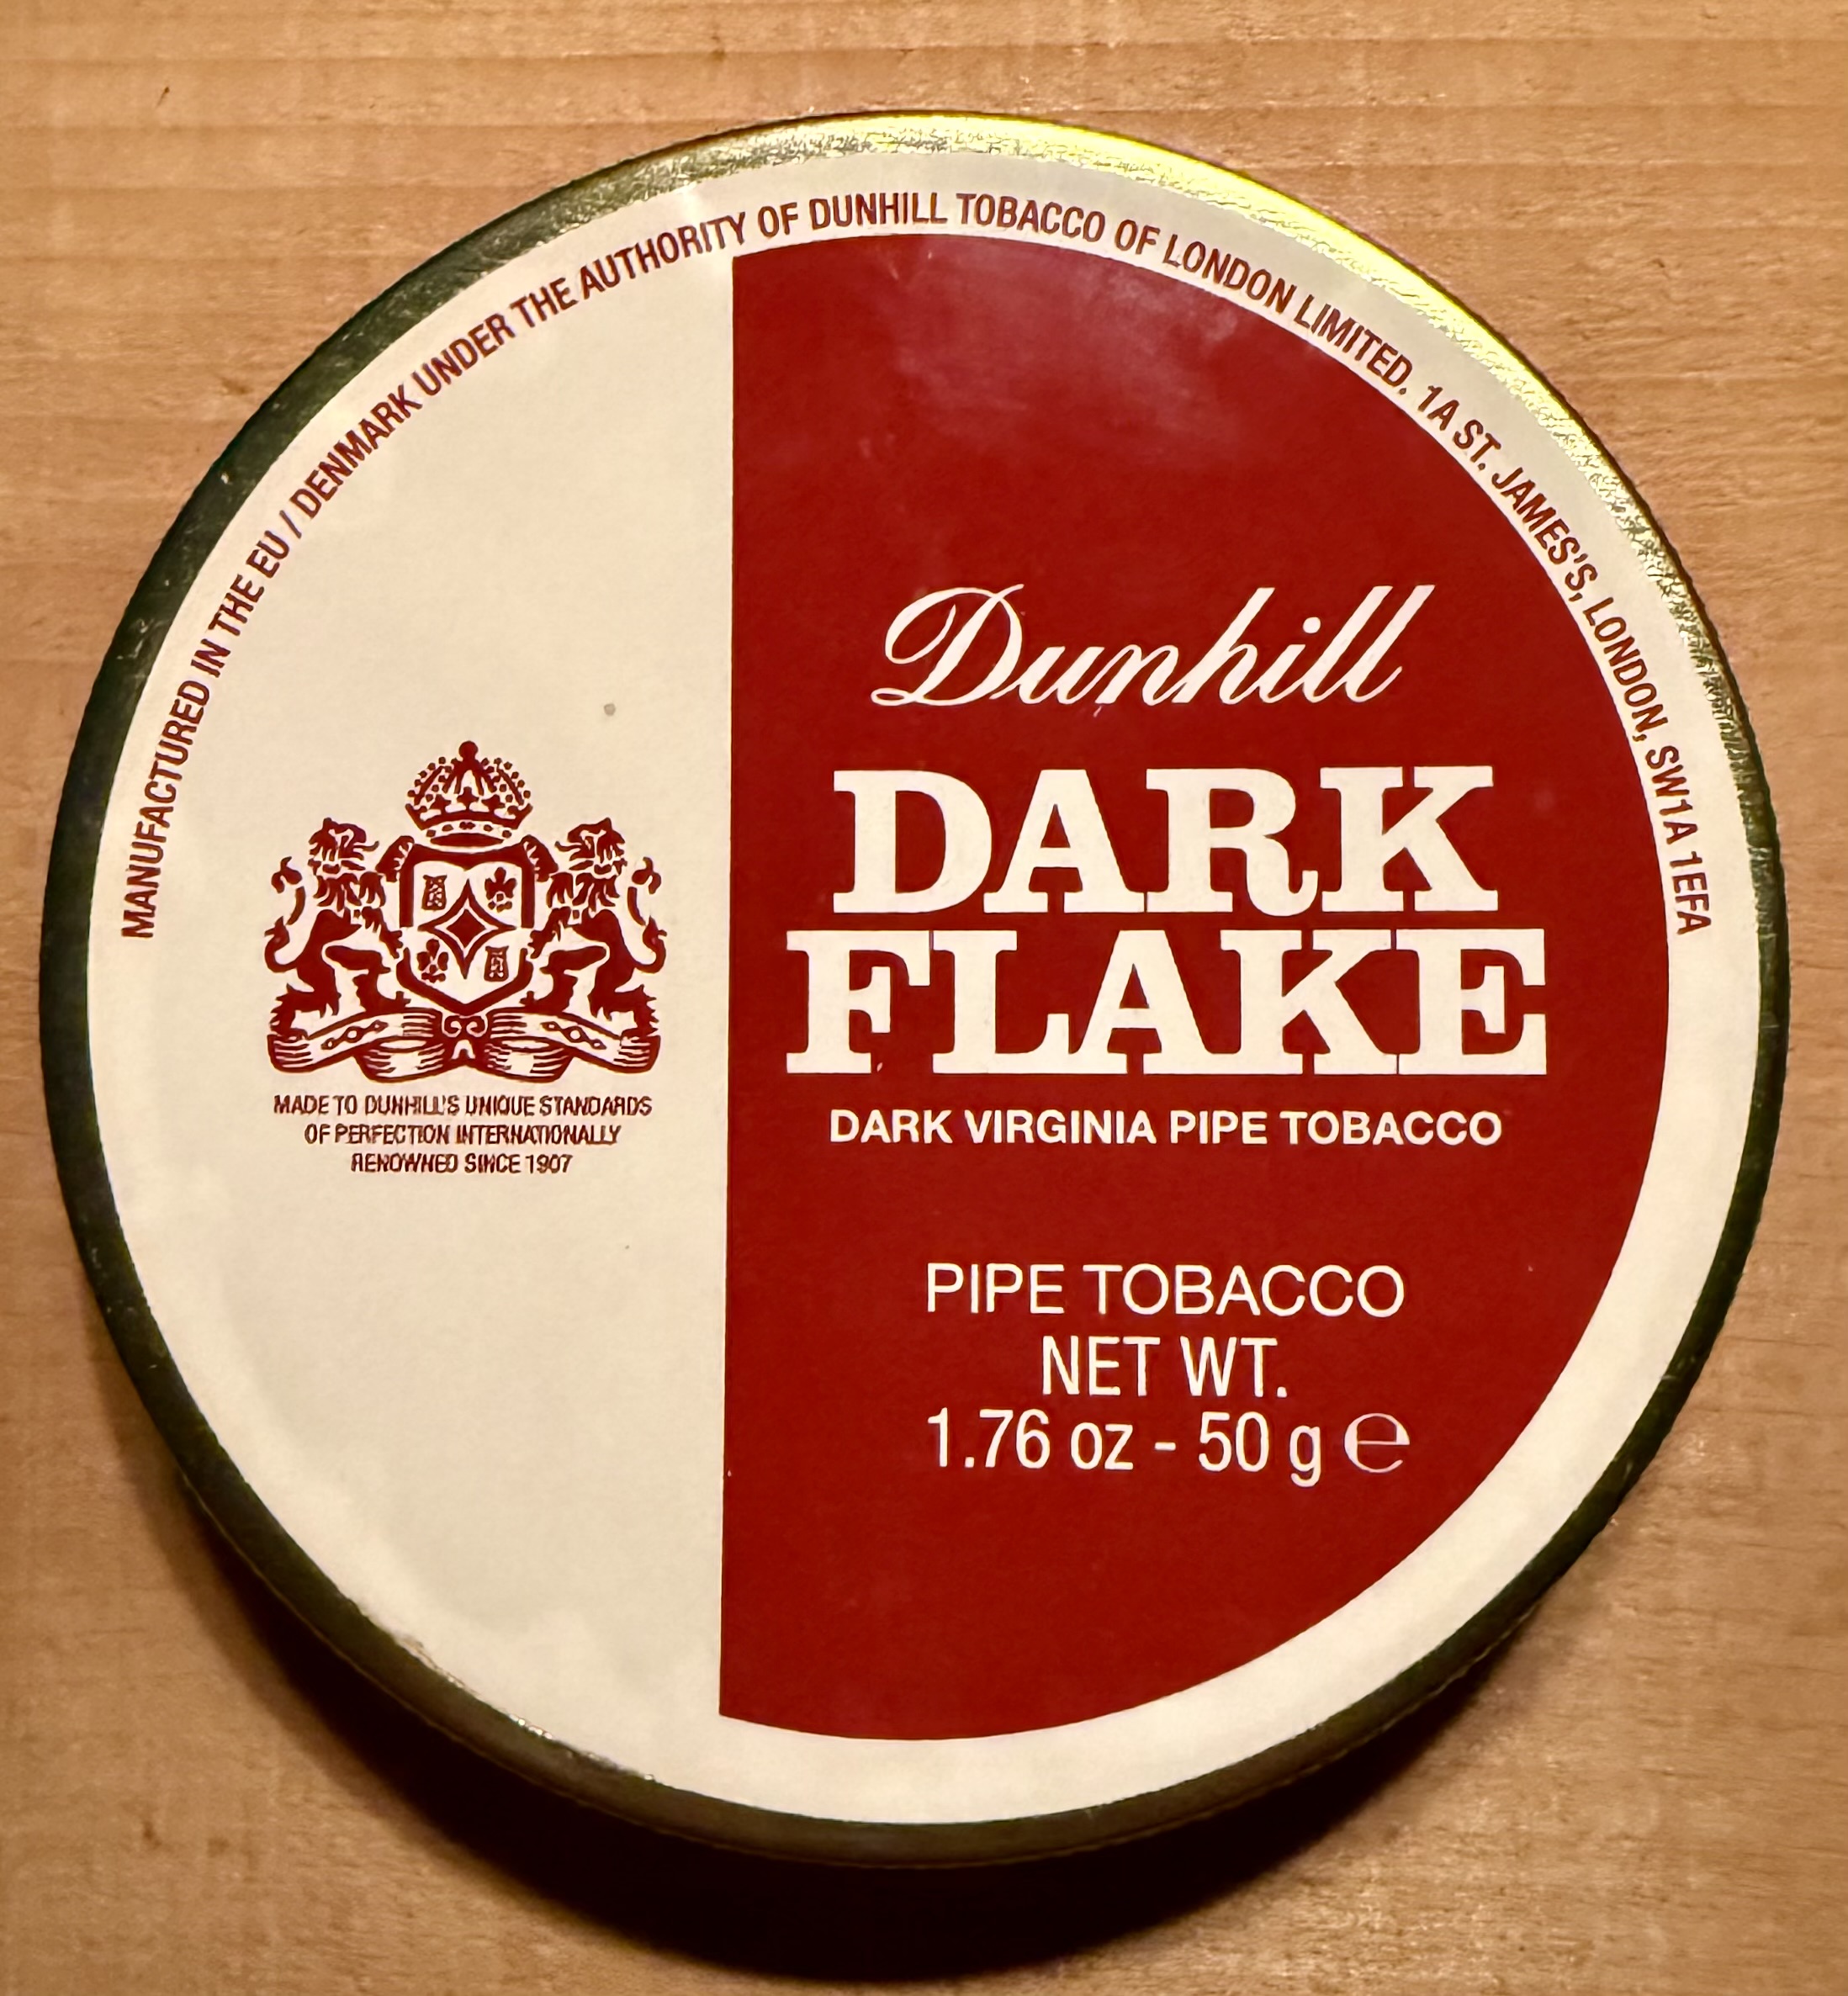 MANUFACTURED IN THE EU / DENMARK UNDER THE AUTHORITY OF DUNHILL TOBACCO OF LONDON LIMITED. 1A ST. JAMES'S, LONDON, SW1A 1EFA
Dunhill
DARK
FLAKE
DARK VIRGINIA PIPE TOBACCO
MADE TO DUNHILL'S UNIQUE STANDARDS
OF PERFECTION INTERNATIONALLY
RENOWNED SINCE 1907
PIPE TOBACCO
NET WT.
1.76 oz - 50 g ℮